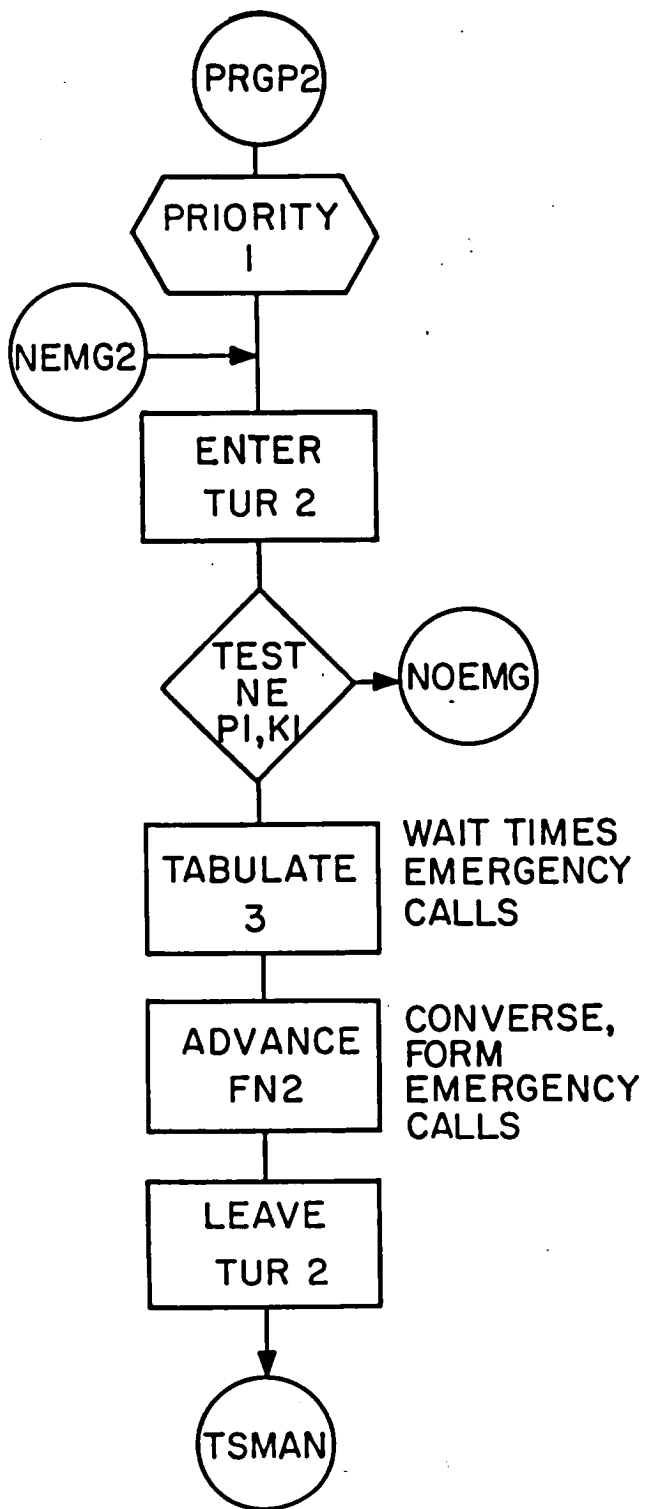 PRGP2
PRIORITY
1
NEMG2
ENTER
TUR 2
TEST
NE
P1,K1
NOEMG
TABULATE
3
WAIT TIMES
EMERGENCY
CALLS
ADVANCE
FN2
CONVERSE,
FORM
EMERGENCY
CALLS
LEAVE
TUR 2
TSMAN